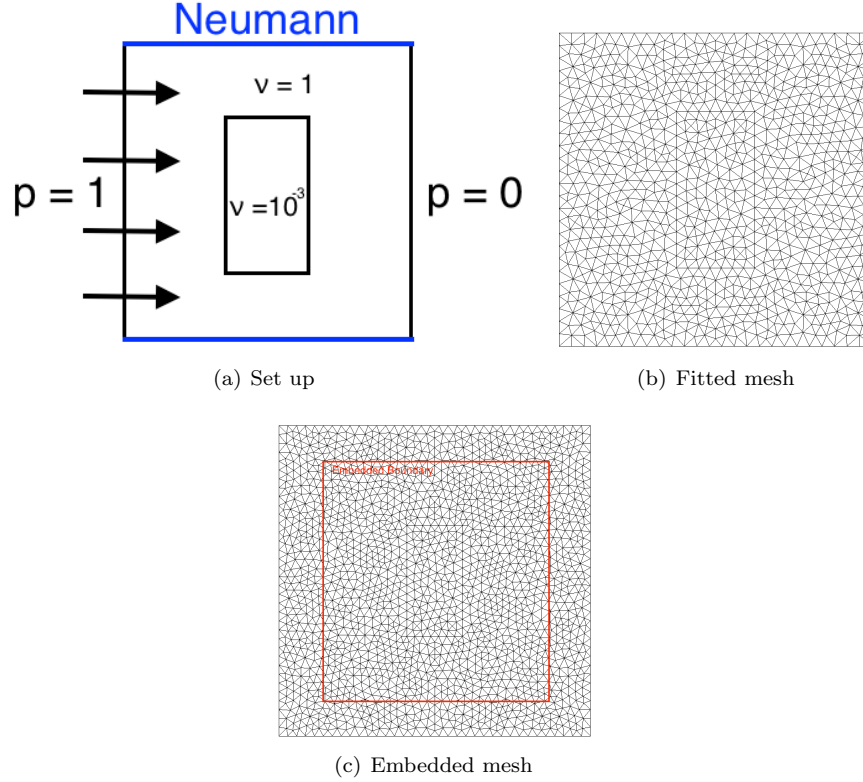 Neumann
ν = 1
p = 1
ν =10⁻³
p = 0
(a) Set up
(b) Fitted mesh
Embedded Boundary
(c) Embedded mesh